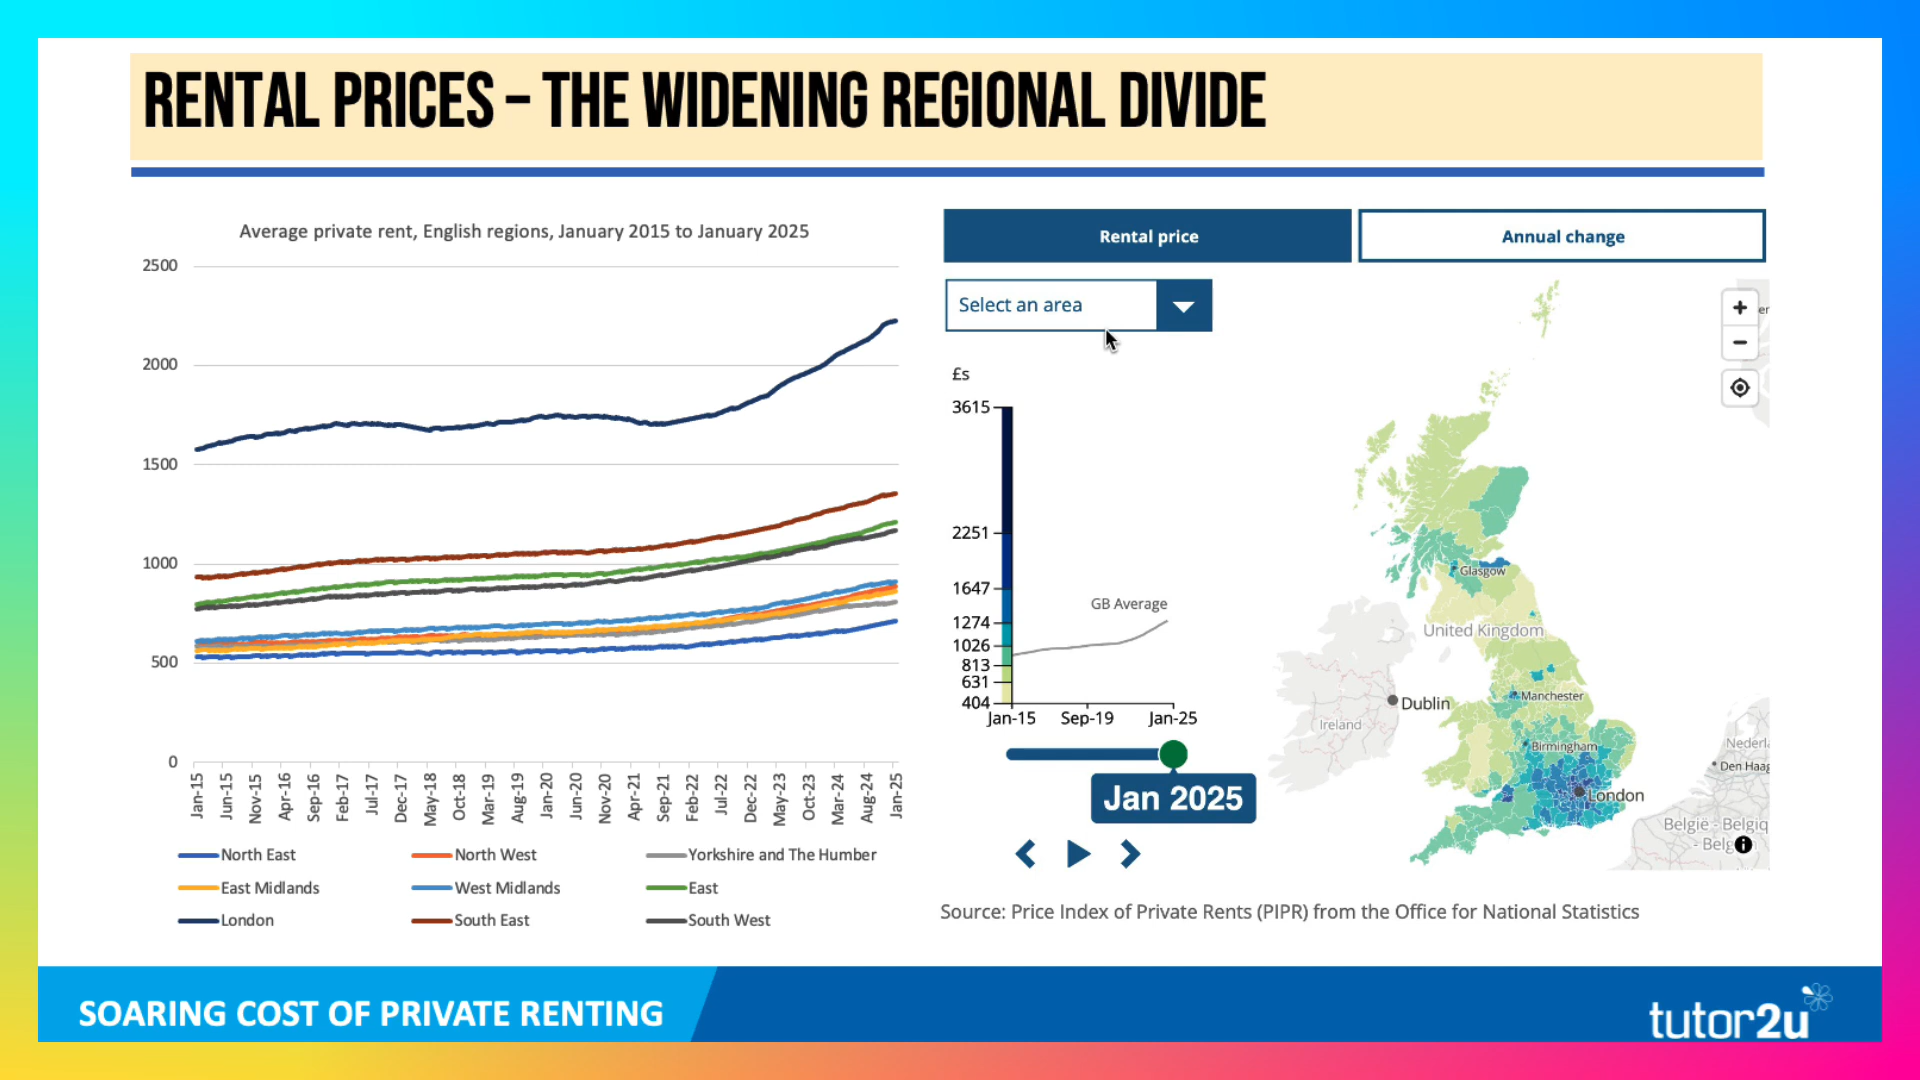 RENTAL PRICES – THE WIDENING REGIONAL DIVIDE
Average private rent, English regions, January 2015 to January 2025
2500
2000
1500
1000
500
0
Jan-15
Jun-15
Nov-15
Apr-16
Sep-16
Feb-17
Jul-17
Dec-17
May-18
Oct-18
Mar-19
Aug-19
Jan-20
Jun-20
Nov-20
Apr-21
Sep-21
Feb-22
Jul-22
Dec-22
May-23
Oct-23
Mar-24
Aug-24
Jan-25
North East
North West
Yorkshire and The Humber
East Midlands
West Midlands
East
London
South East
South West
Rental price
Annual change
Select an area
£s
3615
2251
1647
1274
1026
813
631
404
GB Average
Jan-15
Sep-19
Jan-25
Jan 2025
+
er
−
Glasgow
United Kingdom
Manchester
Dublin
Ireland
Birmingham
Nederla
Den Haag
London
België - Belgiq
- Belg
i
Source: Price Index of Private Rents (PIPR) from the Office for National Statistics
SOARING COST OF PRIVATE RENTING
tutor2u